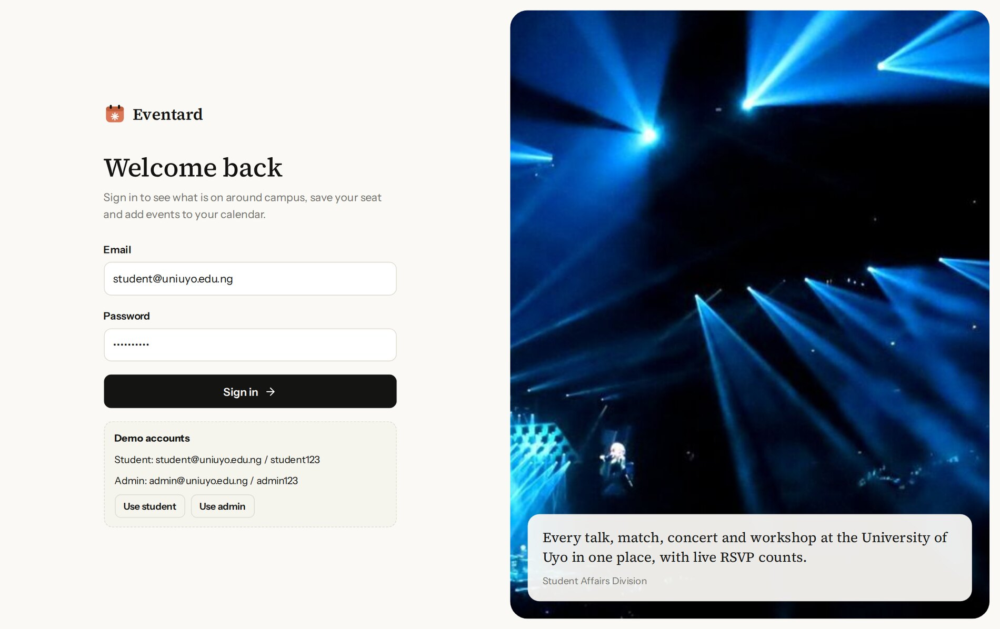 Eventard
Welcome back
Sign in to see what is on around campus, save your seat
and add events to your calendar.
Email
student@uniuyo.edu.ng
Password
••••••••••
Sign in →
Demo accounts
Student: student@uniuyo.edu.ng / student123
Admin: admin@uniuyo.edu.ng / admin123
Use student
Use admin
Every talk, match, concert and workshop at the University of
Uyo in one place, with live RSVP counts.
Student Affairs Division